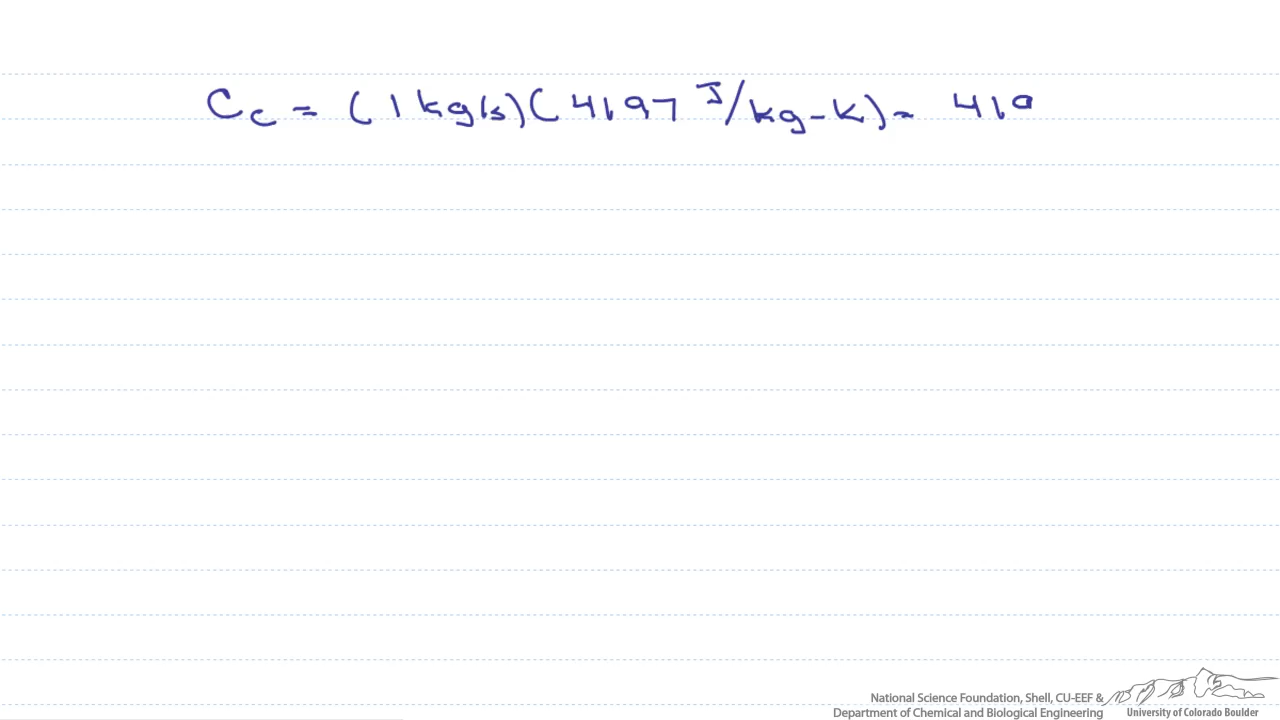 Cc = (1 kg/s)(4197 J/kg-K) = 419
National Science Foundation, Shell, CU-EEF &
Department of Chemical and Biological Engineering
University of Colorado Boulder